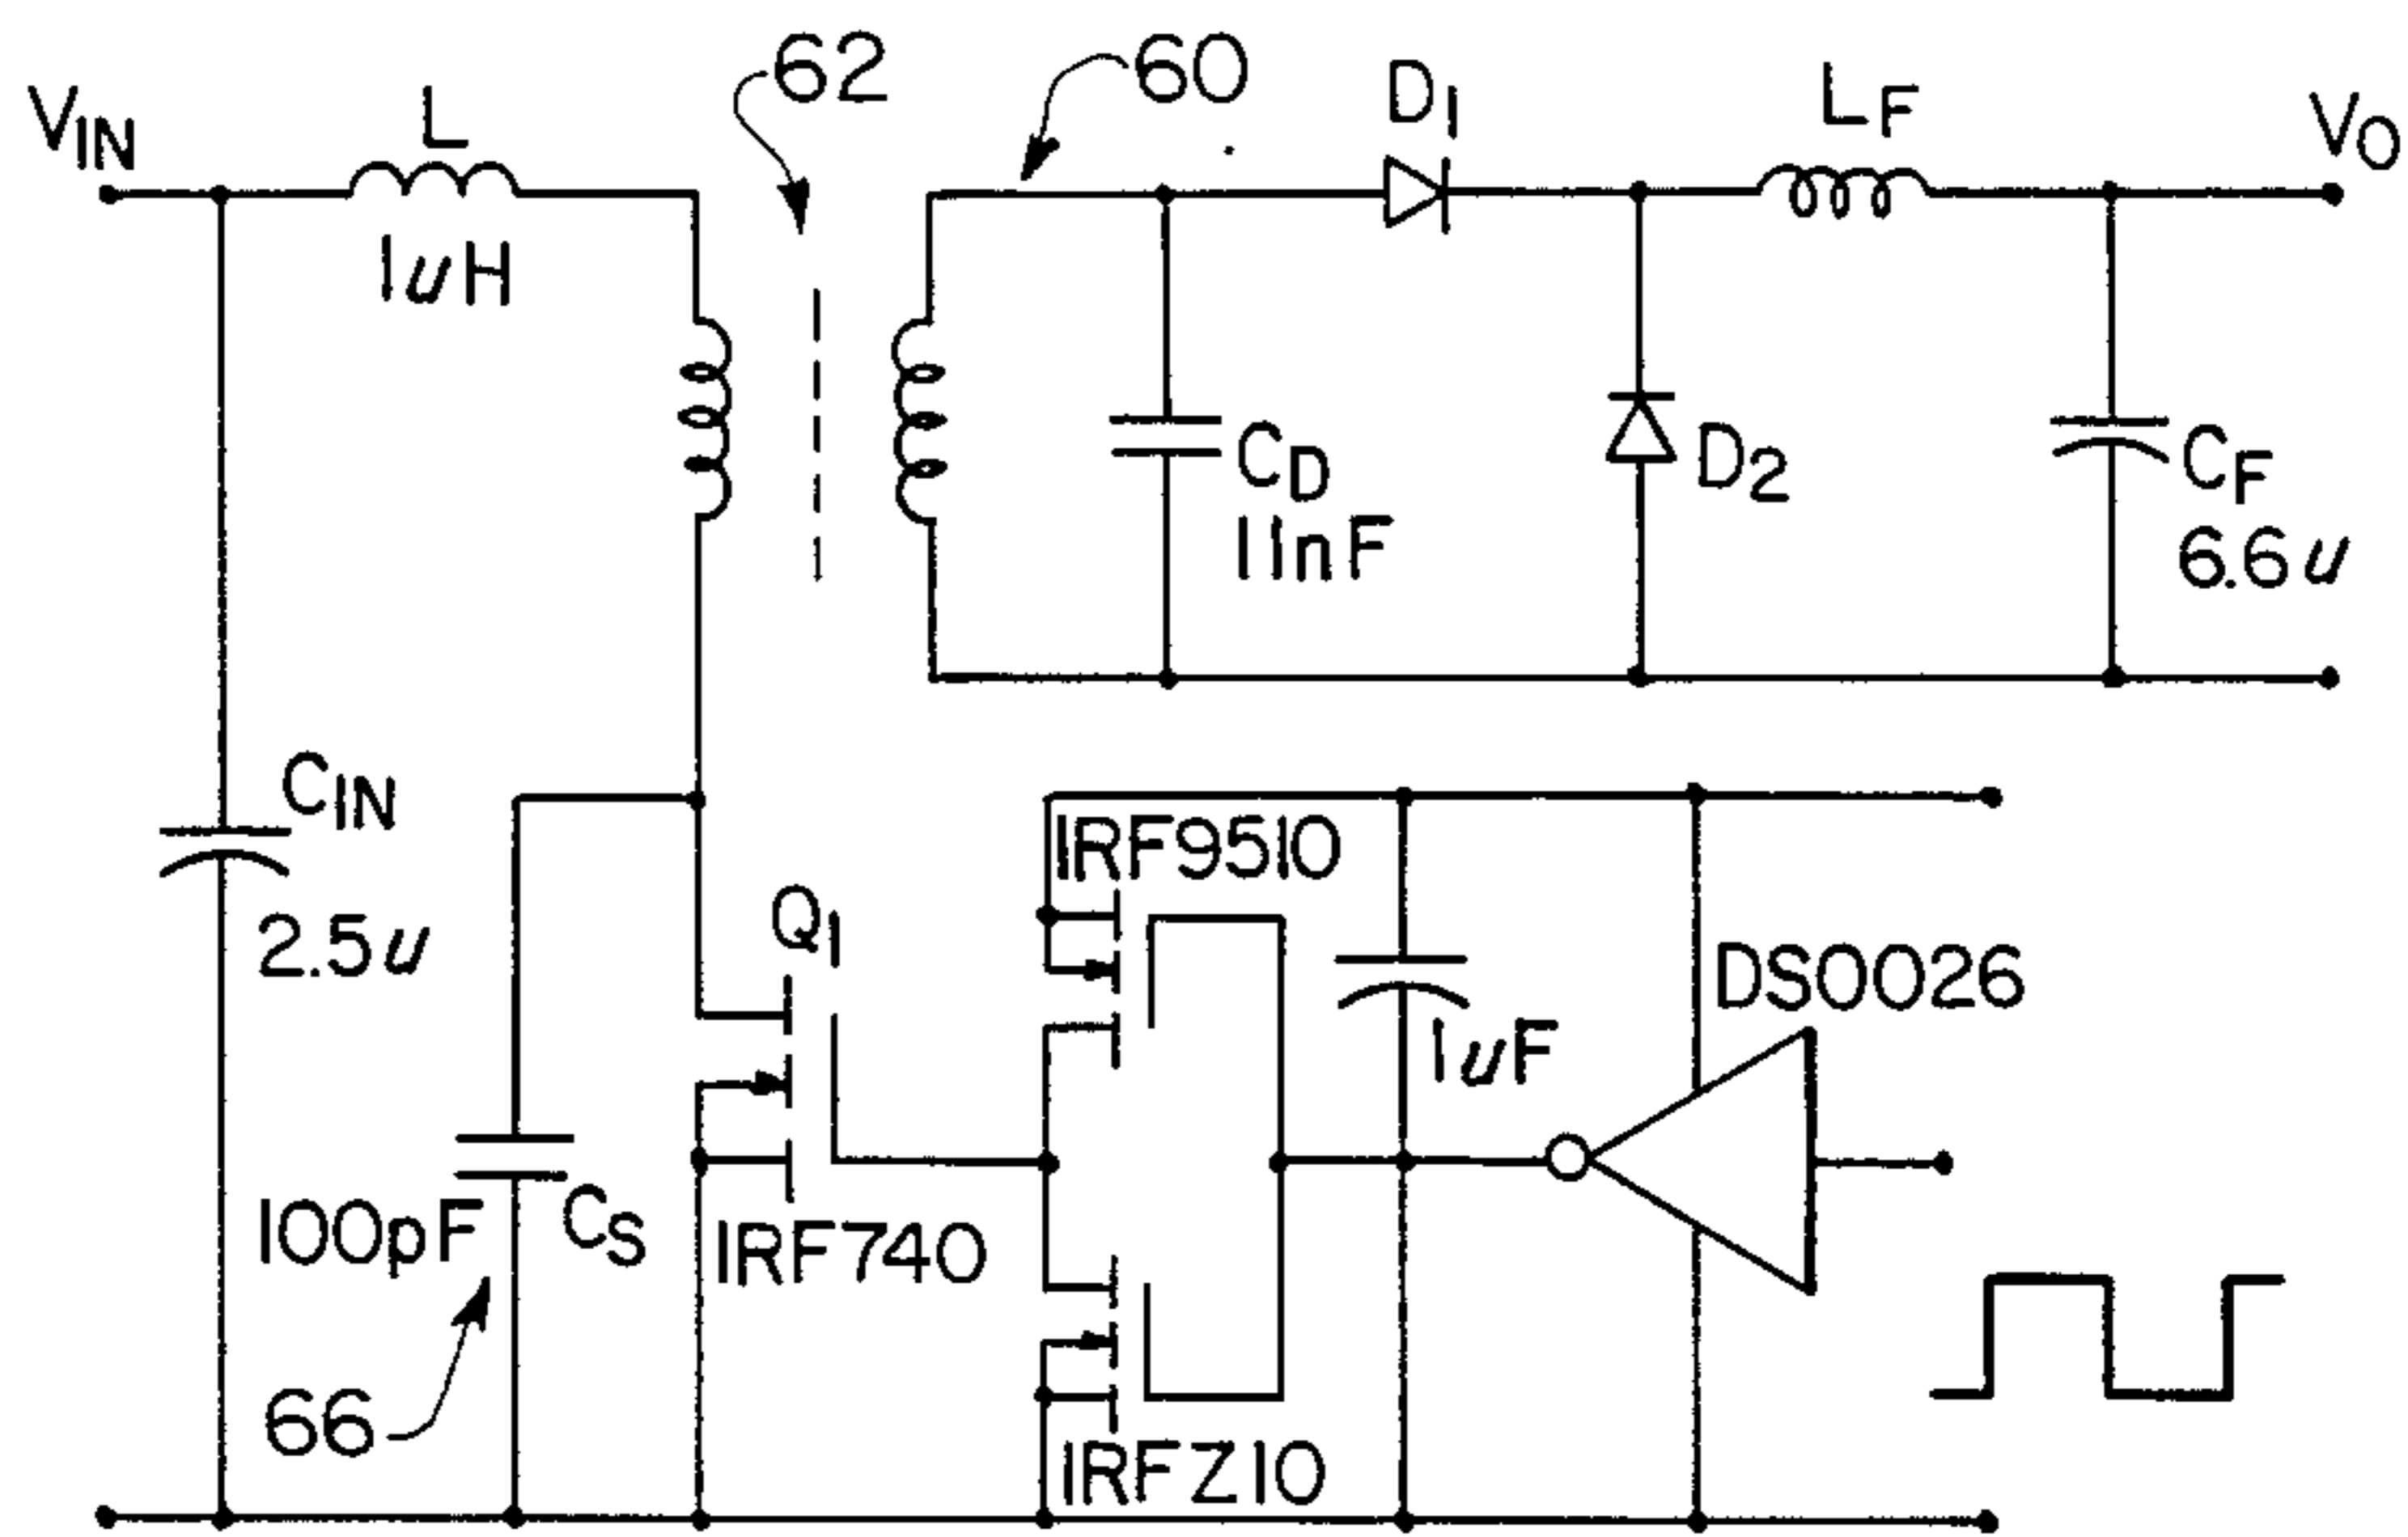 62
60
D1
LF
VIN
L
VO
1uH
CD
11nF
D2
CF
6.6u
CIN
2.5u
IRF9510
Q1
DS0026
1uF
100pF
CS
IRF740
66
IRFZ10